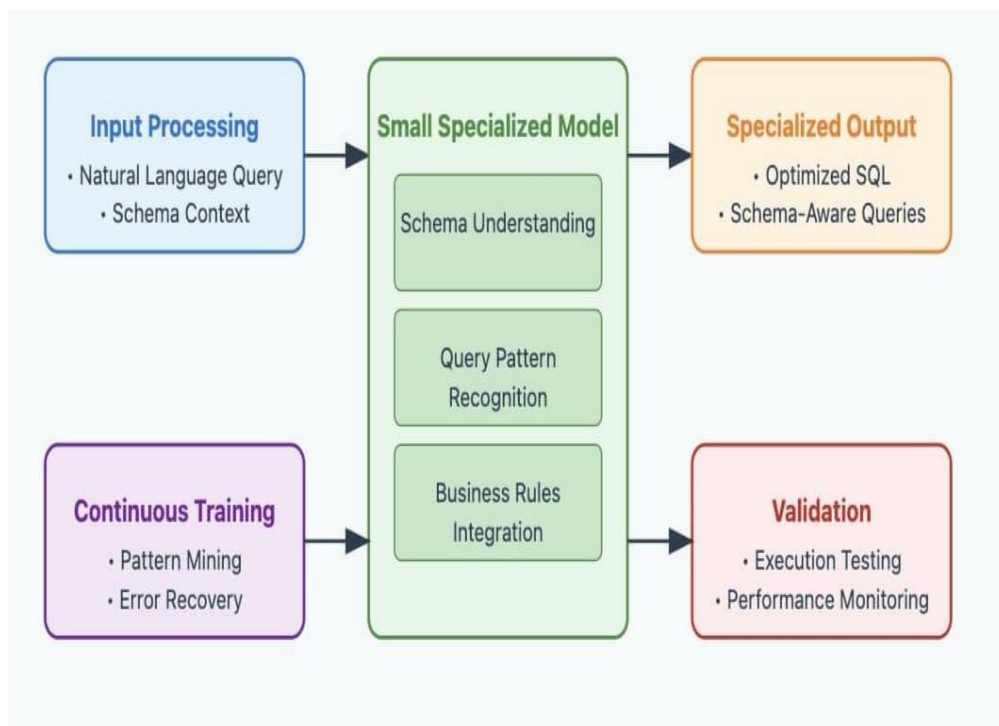 Input Processing
• Natural Language Query
• Schema Context
Small Specialized Model
Schema Understanding
Query Pattern
Recognition
Business Rules
Integration
Specialized Output
• Optimized SQL
• Schema-Aware Queries
Continuous Training
• Pattern Mining
• Error Recovery
Validation
• Execution Testing
• Performance Monitoring